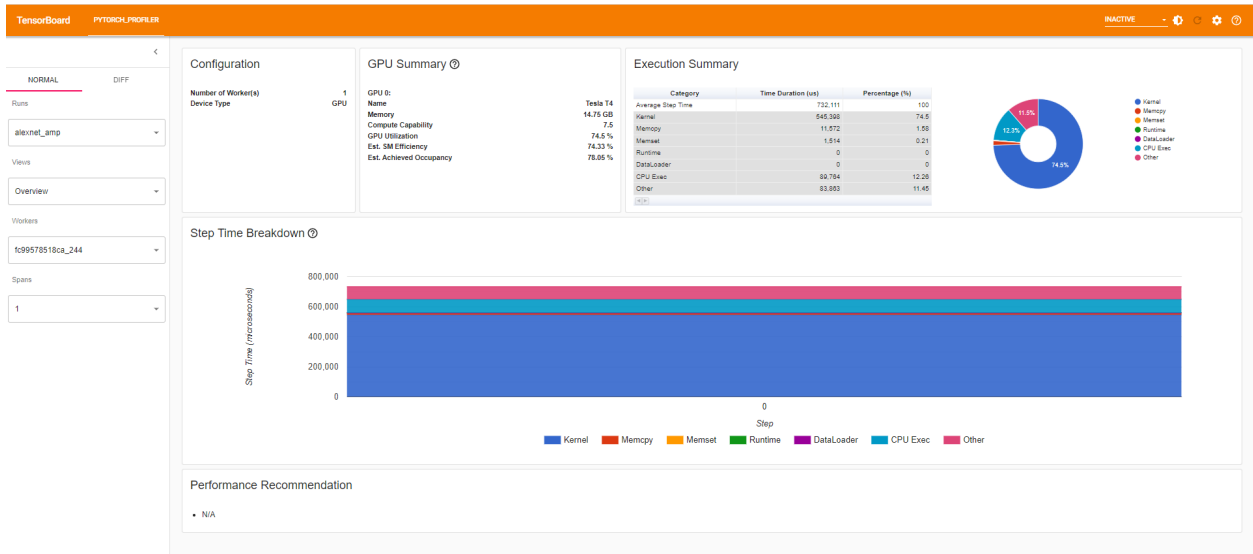 TensorBoard PYTORCH_PROFILER INACTIVE
NORMAL DIFF
Runs
alexnet_amp
Views
Overview
Workers
fc99578518ca_244
Spans
1
Configuration
Number of Worker(s) 1
Device Type GPU
GPU Summary
GPU 0:
Name Tesla T4
Memory 14.75 GB
Compute Capability 7.5
GPU Utilization 74.5 %
Est. SM Efficiency 74.33 %
Est. Achieved Occupancy 78.05 %
Execution Summary
Category Time Duration (us) Percentage (%)
Average Step Time 732,111 100
Kernel 545,398 74.5
Memcpy 11,572 1.58
Memset 1,514 0.21
Runtime 0 0
DataLoader 0 0
CPU Exec 89,764 12.26
Other 83,863 11.45
11.5%
12.3%
74.5%
Kernel
Memcpy
Memset
Runtime
DataLoader
CPU Exec
Other
Step Time Breakdown
Step Time (microseconds)
800,000
600,000
400,000
200,000
0
0
Step
Kernel Memcpy Memset Runtime DataLoader CPU Exec Other
Performance Recommendation
• N/A